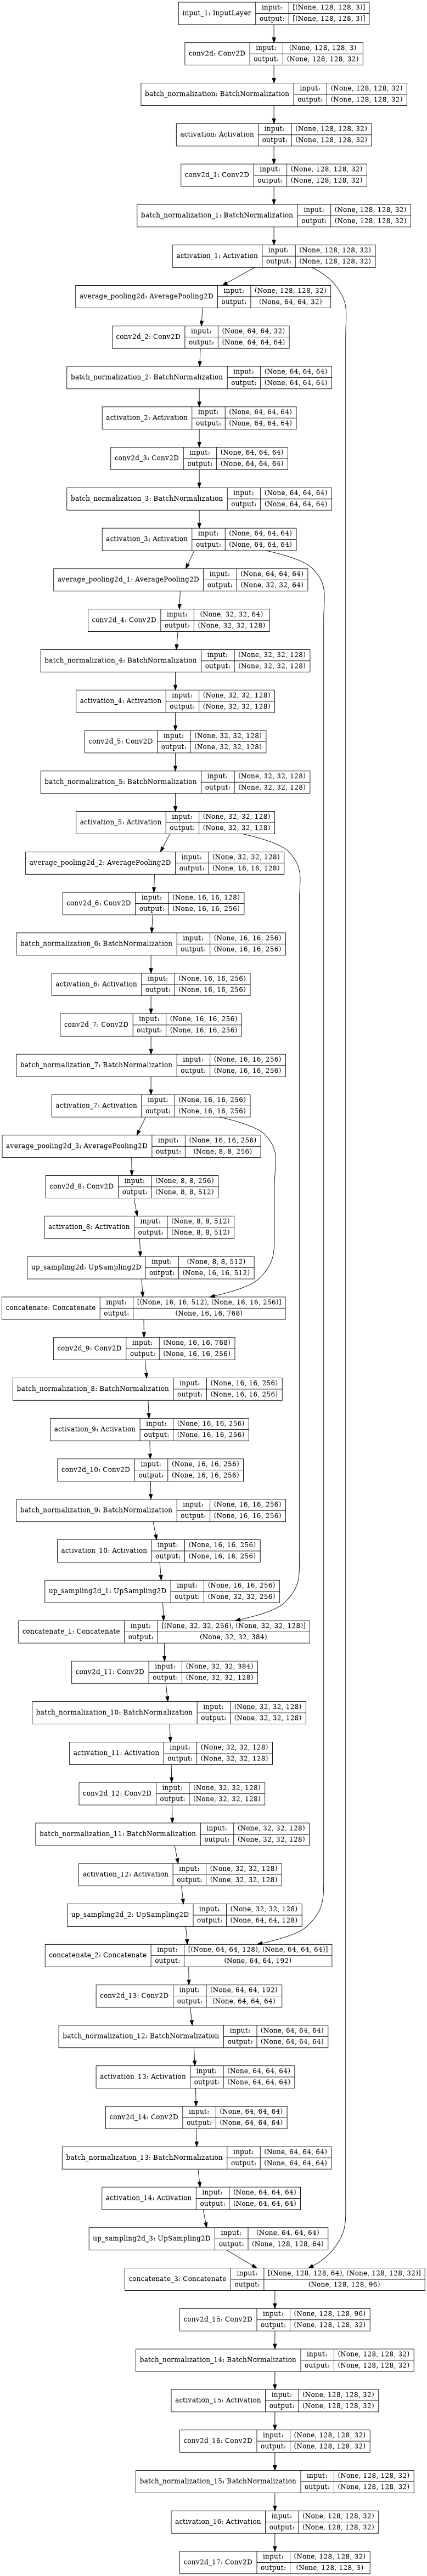 input_1: InputLayer
input: [(None, 128, 128, 3)]
output: [(None, 128, 128, 3)]
conv2d: Conv2D
input: (None, 128, 128, 3)
output: (None, 128, 128, 32)
batch_normalization: BatchNormalization
input: (None, 128, 128, 32)
output: (None, 128, 128, 32)
activation: Activation
input: (None, 128, 128, 32)
output: (None, 128, 128, 32)
conv2d_1: Conv2D
input: (None, 128, 128, 32)
output: (None, 128, 128, 32)
batch_normalization_1: BatchNormalization
input: (None, 128, 128, 32)
output: (None, 128, 128, 32)
activation_1: Activation
input: (None, 128, 128, 32)
output: (None, 128, 128, 32)
average_pooling2d: AveragePooling2D
input: (None, 128, 128, 32)
output: (None, 64, 64, 32)
conv2d_2: Conv2D
input: (None, 64, 64, 32)
output: (None, 64, 64, 64)
batch_normalization_2: BatchNormalization
input: (None, 64, 64, 64)
output: (None, 64, 64, 64)
activation_2: Activation
input: (None, 64, 64, 64)
output: (None, 64, 64, 64)
conv2d_3: Conv2D
input: (None, 64, 64, 64)
output: (None, 64, 64, 64)
batch_normalization_3: BatchNormalization
input: (None, 64, 64, 64)
output: (None, 64, 64, 64)
activation_3: Activation
input: (None, 64, 64, 64)
output: (None, 64, 64, 64)
average_pooling2d_1: AveragePooling2D
input: (None, 64, 64, 64)
output: (None, 32, 32, 64)
conv2d_4: Conv2D
input: (None, 32, 32, 64)
output: (None, 32, 32, 128)
batch_normalization_4: BatchNormalization
input: (None, 32, 32, 128)
output: (None, 32, 32, 128)
activation_4: Activation
input: (None, 32, 32, 128)
output: (None, 32, 32, 128)
conv2d_5: Conv2D
input: (None, 32, 32, 128)
output: (None, 32, 32, 128)
batch_normalization_5: BatchNormalization
input: (None, 32, 32, 128)
output: (None, 32, 32, 128)
activation_5: Activation
input: (None, 32, 32, 128)
output: (None, 32, 32, 128)
average_pooling2d_2: AveragePooling2D
input: (None, 32, 32, 128)
output: (None, 16, 16, 128)
conv2d_6: Conv2D
input: (None, 16, 16, 128)
output: (None, 16, 16, 256)
batch_normalization_6: BatchNormalization
input: (None, 16, 16, 256)
output: (None, 16, 16, 256)
activation_6: Activation
input: (None, 16, 16, 256)
output: (None, 16, 16, 256)
conv2d_7: Conv2D
input: (None, 16, 16, 256)
output: (None, 16, 16, 256)
batch_normalization_7: BatchNormalization
input: (None, 16, 16, 256)
output: (None, 16, 16, 256)
activation_7: Activation
input: (None, 16, 16, 256)
output: (None, 16, 16, 256)
average_pooling2d_3: AveragePooling2D
input: (None, 16, 16, 256)
output: (None, 8, 8, 256)
conv2d_8: Conv2D
input: (None, 8, 8, 256)
output: (None, 8, 8, 512)
activation_8: Activation
input: (None, 8, 8, 512)
output: (None, 8, 8, 512)
up_sampling2d: UpSampling2D
input: (None, 8, 8, 512)
output: (None, 16, 16, 512)
concatenate: Concatenate
input: [(None, 16, 16, 512), (None, 16, 16, 256)]
output: (None, 16, 16, 768)
conv2d_9: Conv2D
input: (None, 16, 16, 768)
output: (None, 16, 16, 256)
batch_normalization_8: BatchNormalization
input: (None, 16, 16, 256)
output: (None, 16, 16, 256)
activation_9: Activation
input: (None, 16, 16, 256)
output: (None, 16, 16, 256)
conv2d_10: Conv2D
input: (None, 16, 16, 256)
output: (None, 16, 16, 256)
batch_normalization_9: BatchNormalization
input: (None, 16, 16, 256)
output: (None, 16, 16, 256)
activation_10: Activation
input: (None, 16, 16, 256)
output: (None, 16, 16, 256)
up_sampling2d_1: UpSampling2D
input: (None, 16, 16, 256)
output: (None, 32, 32, 256)
concatenate_1: Concatenate
input: [(None, 32, 32, 256), (None, 32, 32, 128)]
output: (None, 32, 32, 384)
conv2d_11: Conv2D
input: (None, 32, 32, 384)
output: (None, 32, 32, 128)
batch_normalization_10: BatchNormalization
input: (None, 32, 32, 128)
output: (None, 32, 32, 128)
activation_11: Activation
input: (None, 32, 32, 128)
output: (None, 32, 32, 128)
conv2d_12: Conv2D
input: (None, 32, 32, 128)
output: (None, 32, 32, 128)
batch_normalization_11: BatchNormalization
input: (None, 32, 32, 128)
output: (None, 32, 32, 128)
activation_12: Activation
input: (None, 32, 32, 128)
output: (None, 32, 32, 128)
up_sampling2d_2: UpSampling2D
input: (None, 32, 32, 128)
output: (None, 64, 64, 128)
concatenate_2: Concatenate
input: [(None, 64, 64, 128), (None, 64, 64, 64)]
output: (None, 64, 64, 192)
conv2d_13: Conv2D
input: (None, 64, 64, 192)
output: (None, 64, 64, 64)
batch_normalization_12: BatchNormalization
input: (None, 64, 64, 64)
output: (None, 64, 64, 64)
activation_13: Activation
input: (None, 64, 64, 64)
output: (None, 64, 64, 64)
conv2d_14: Conv2D
input: (None, 64, 64, 64)
output: (None, 64, 64, 64)
batch_normalization_13: BatchNormalization
input: (None, 64, 64, 64)
output: (None, 64, 64, 64)
activation_14: Activation
input: (None, 64, 64, 64)
output: (None, 64, 64, 64)
up_sampling2d_3: UpSampling2D
input: (None, 64, 64, 64)
output: (None, 128, 128, 64)
concatenate_3: Concatenate
input: [(None, 128, 128, 64), (None, 128, 128, 32)]
output: (None, 128, 128, 96)
conv2d_15: Conv2D
input: (None, 128, 128, 96)
output: (None, 128, 128, 32)
batch_normalization_14: BatchNormalization
input: (None, 128, 128, 32)
output: (None, 128, 128, 32)
activation_15: Activation
input: (None, 128, 128, 32)
output: (None, 128, 128, 32)
conv2d_16: Conv2D
input: (None, 128, 128, 32)
output: (None, 128, 128, 32)
batch_normalization_15: BatchNormalization
input: (None, 128, 128, 32)
output: (None, 128, 128, 32)
activation_16: Activation
input: (None, 128, 128, 32)
output: (None, 128, 128, 32)
conv2d_17: Conv2D
input: (None, 128, 128, 32)
output: (None, 128, 128, 3)